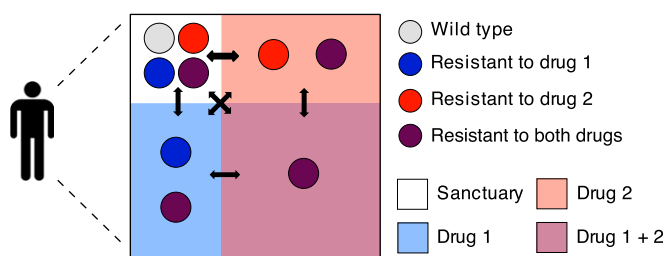 Wild type
Resistant to drug 1
Resistant to drug 2
Resistant to both drugs
Sanctuary
Drug 2
Drug 1
Drug 1 + 2